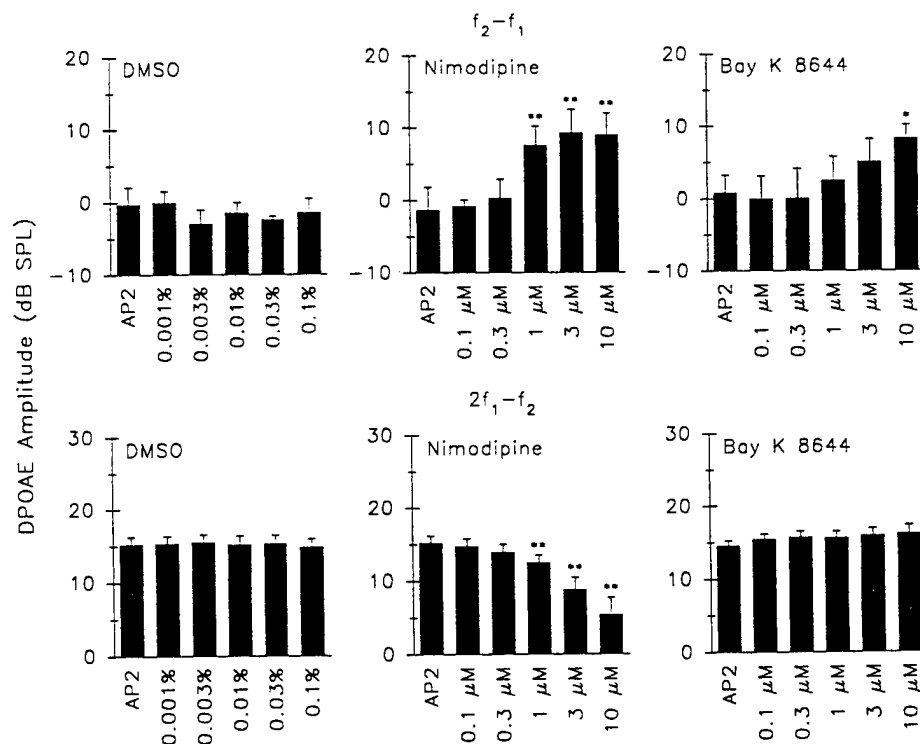 f₂−f₁
DMSO
Nimodipine
Bay K 8644
20
10
0
−10
20
10
0
−10
20
10
0
−10
** ** **
*
AP2
0.001%
0.003%
0.01%
0.03%
0.1%
AP2
0.1 μM
0.3 μM
1 μM
3 μM
10 μM
AP2
0.1 μM
0.3 μM
1 μM
3 μM
10 μM
DPOAE Amplitude (dB SPL)
2f₁−f₂
DMSO
Nimodipine
Bay K 8644
30
20
10
0
30
20
10
0
30
20
10
0
** ** **
AP2
0.001%
0.003%
0.01%
0.03%
0.1%
AP2
0.1 μM
0.3 μM
1 μM
3 μM
10 μM
AP2
0.1 μM
0.3 μM
1 μM
3 μM
10 μM